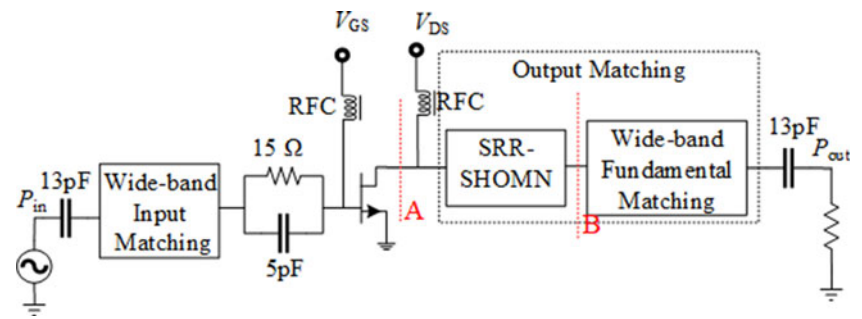 V_GS
V_DS
Output Matching
RFC
RFC
13pF
P_in
Wide-band
Input
Matching
15 Ω
5pF
A
SRR-
SHOMN
B
Wide-band
Fundamental
Matching
13pF
P_out